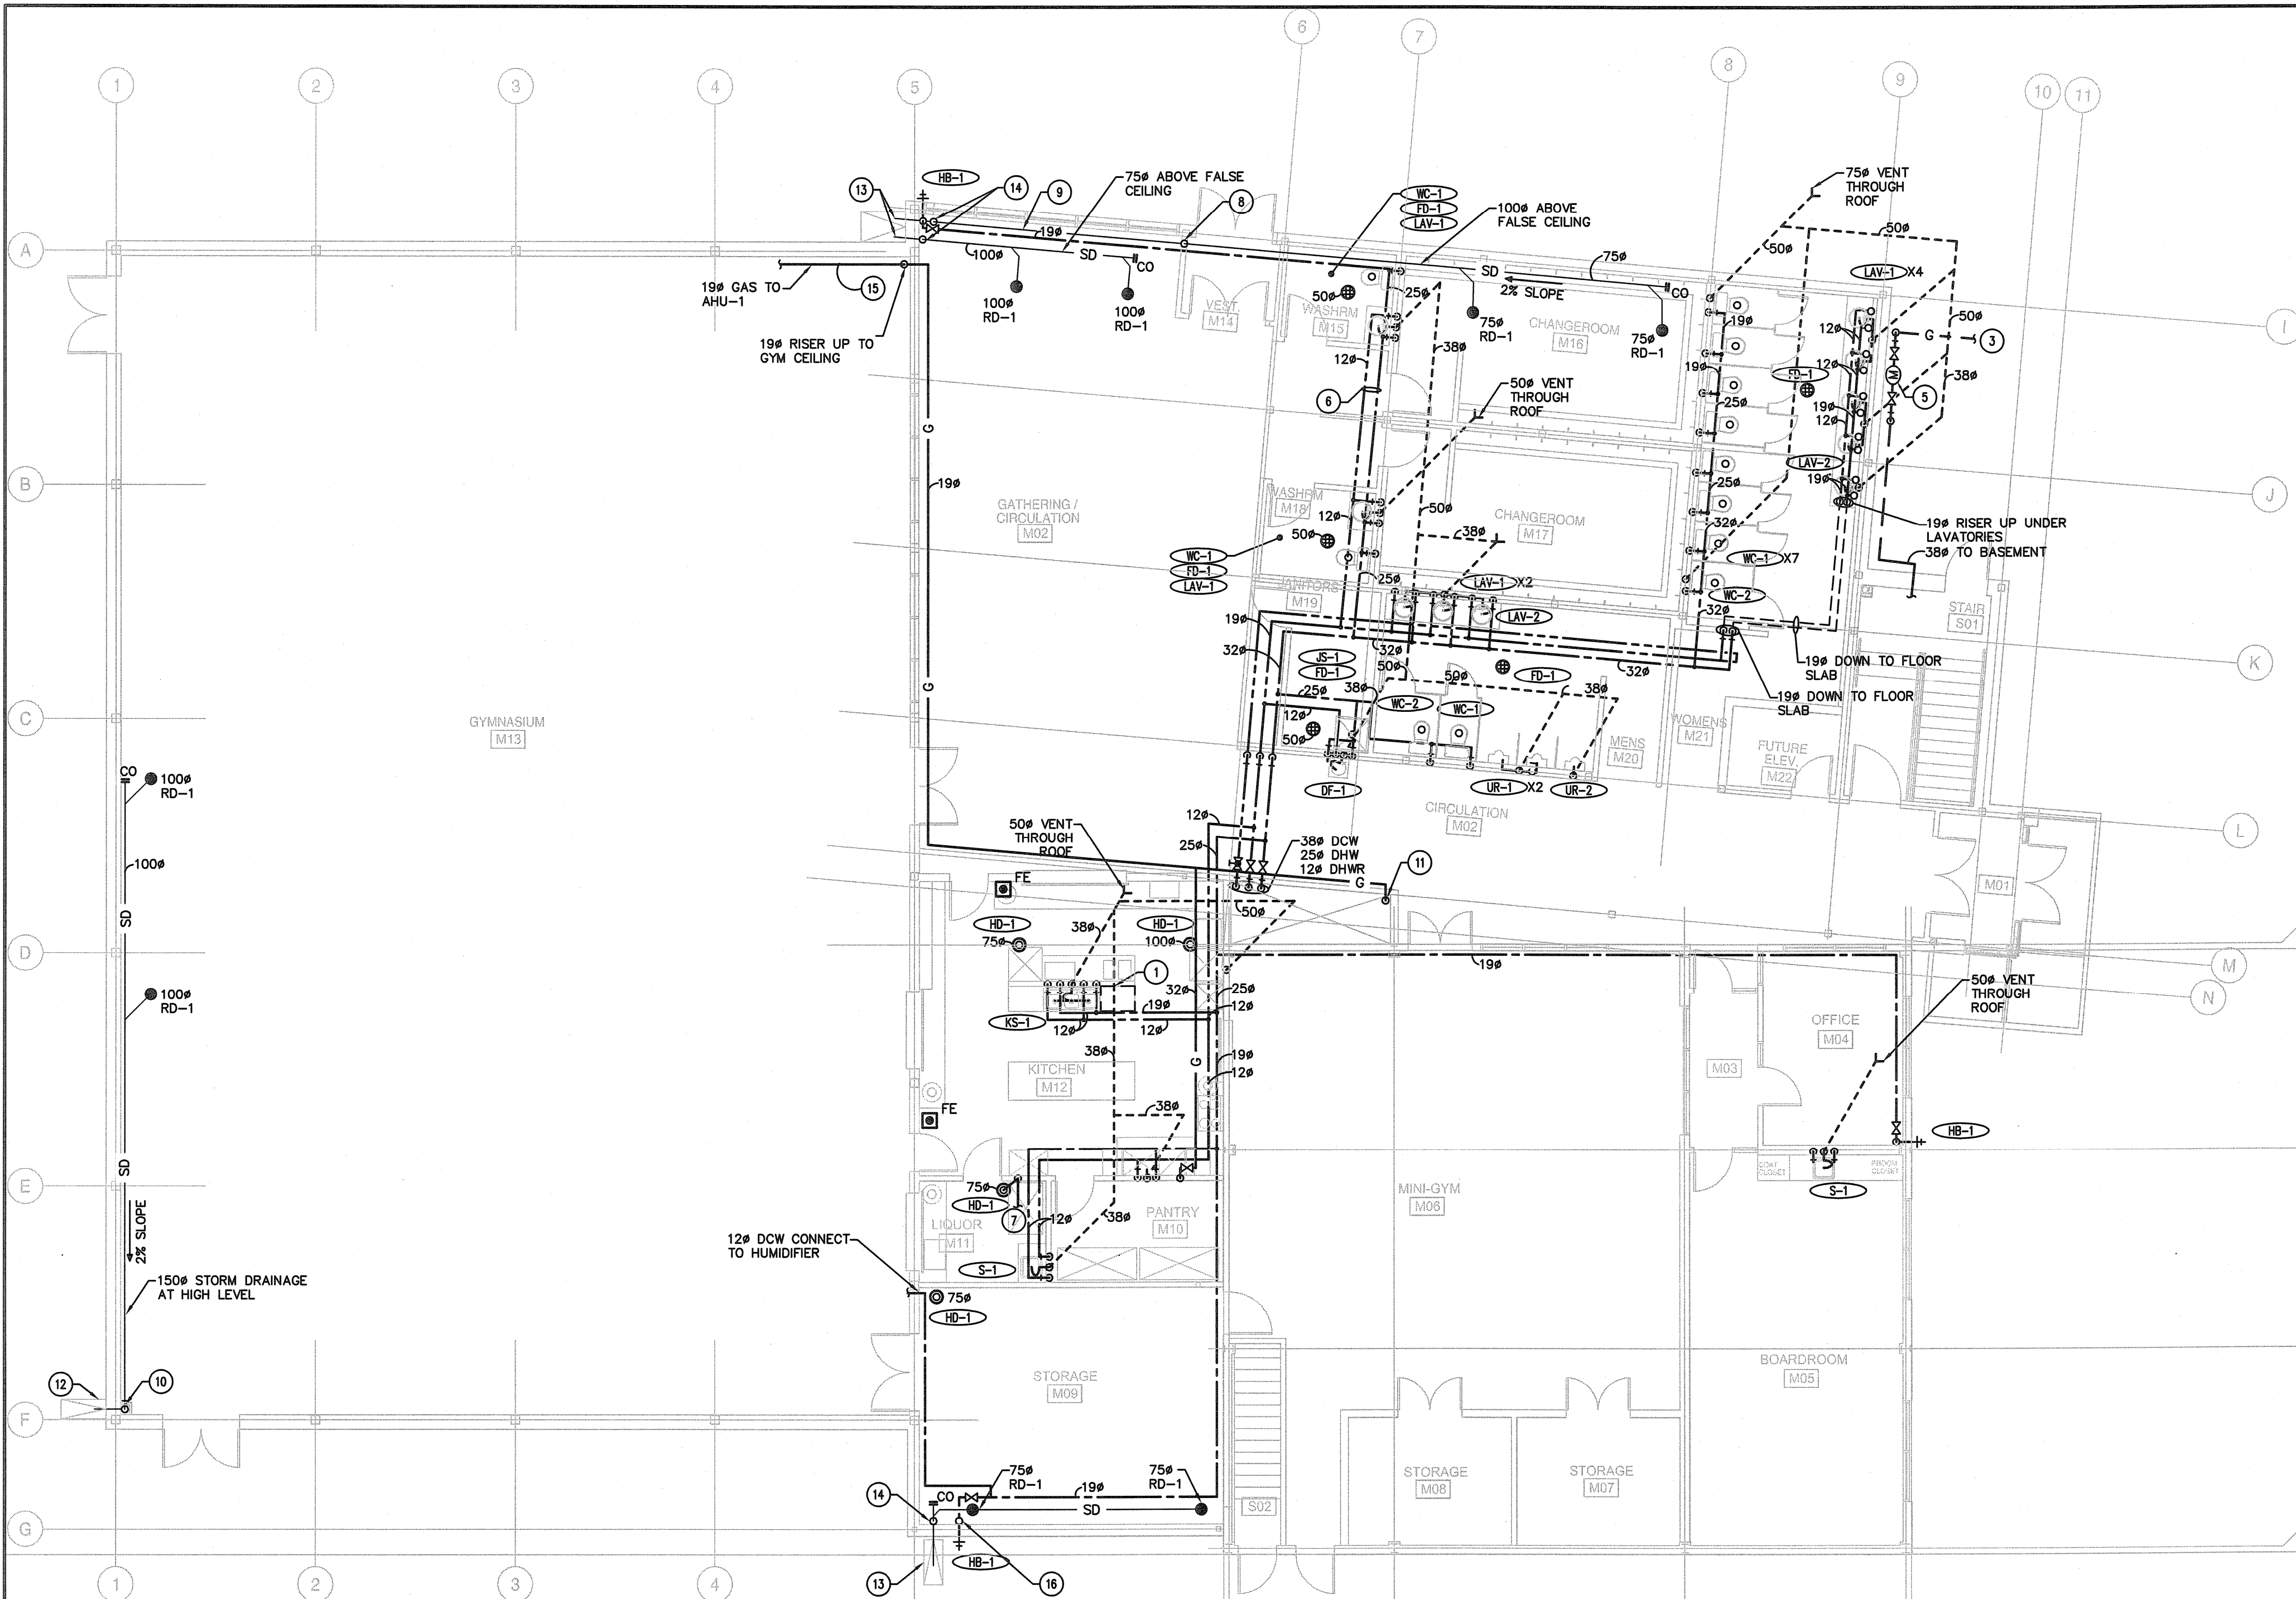 6
7
8
9
10
11
1
2
3
4
5
A
B
C
D
E
F
G
I
J
K
L
M
N
13
HB-1
14
9
75ø ABOVE FALSE
CEILING
8
WC-1
FD-1
LAV-1
100ø ABOVE
FALSE CEILING
75ø VENT
THROUGH
ROOF
50ø
50ø
LAV-1 X4
19ø
100ø
SD
CO
SD
2% SLOPE
75ø
CO
19ø GAS TO
AHU-1
15
100ø
RD-1
100ø
RD-1
VEST.
M14
50ø
WASHRM
M15
25ø
75ø
RD-1
CHANGEROOM
M16
75ø
RD-1
19ø
12ø
50ø
G
3
19ø RISER UP TO
GYM CEILING
12ø
38ø
19ø
FD-1
12ø
M
38ø
50ø VENT
THROUGH
ROOF
6
25ø
19ø
12ø
5
G
19ø
GATHERING /
CIRCULATION
M02
WASHRM
M18
12ø
50ø
50ø
CHANGEROOM
M17
38ø
25ø
LAV-2
19ø
32ø
19ø RISER UP UNDER
LAVATORIES
38ø TO BASEMENT
WC-1
FD-1
LAV-1
25ø
WC-1 X7
WC-2
JANITORS
M19
LAV-1 X2
LAV-2
STAIR
S01
19ø
32ø
32ø
32ø
32ø
JS-1
FD-1
50ø
50ø
FD-1
38ø
19ø DOWN TO FLOOR
SLAB
19ø DOWN TO FLOOR
SLAB
G
25ø
38ø
12ø
WC-2
WC-1
50ø
GYMNASIUM
M13
WOMENS
M21
MENS
M20
FUTURE
ELEV.
M22
DF-1
UR-1 X2
UR-2
CO
100ø
RD-1
CIRCULATION
M02
12ø
25ø
50ø VENT
THROUGH
ROOF
38ø DCW
25ø DHW
12ø DHWR
11
G
100ø
FE
M01
HD-1
38ø
HD-1
50ø
SD
75ø
100ø
19ø
100ø
RD-1
1
32ø
25ø
19ø
12ø
KS-1
12ø
12ø
50ø VENT
THROUGH
ROOF
OFFICE
M04
38ø
G
19ø
12ø
KITCHEN
M12
M03
FE
38ø
HB-1
SD
COAT
CLOSET
BROOM
CLOSET
75ø
HD-1
7
S-1
MINI-GYM
M06
2% SLOPE
LIQUOR
M11
12ø
38ø
PANTRY
M10
12ø DCW CONNECT
TO HUMIDIFIER
S-1
150ø STORM DRAINAGE
AT HIGH LEVEL
75ø
HD-1
12
10
STORAGE
M09
BOARDROOM
M05
75ø
RD-1
75ø
RD-1
STORAGE
M08
STORAGE
M07
14
CO
19ø
SD
S02
13
HB-1
16
1
2
3
4